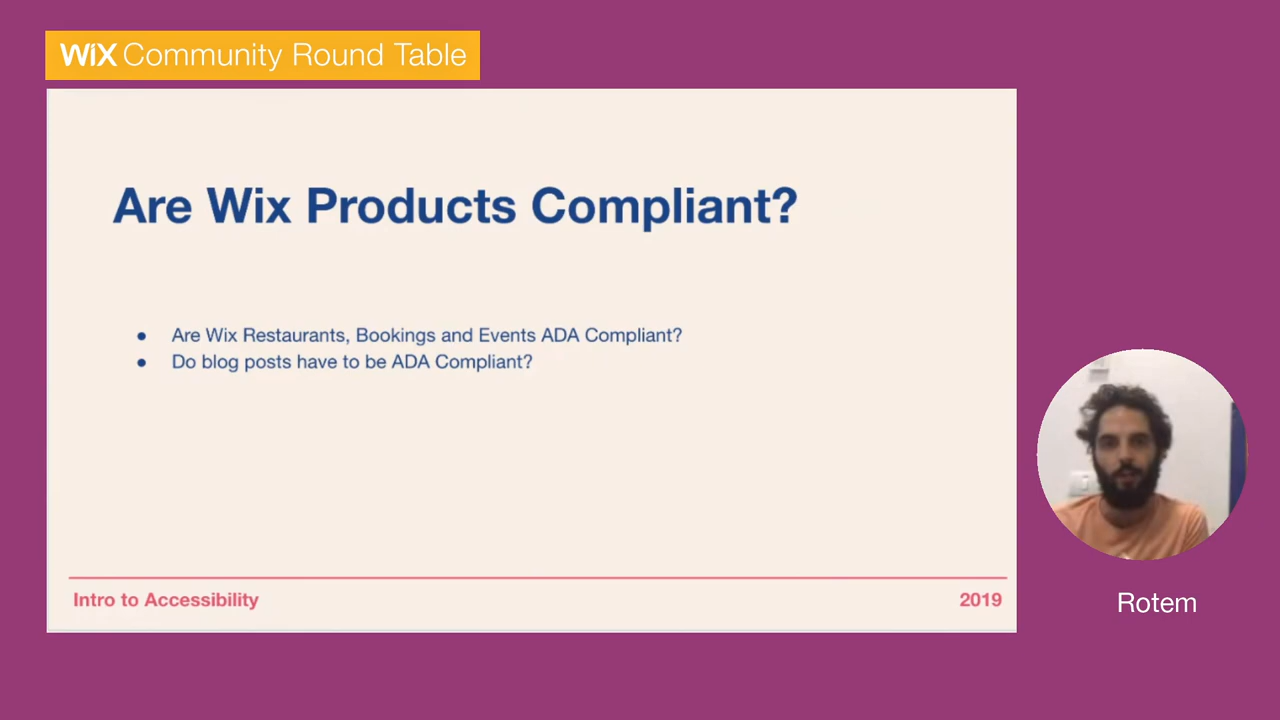 WIX Community Round Table
Are Wix Products Compliant?
● Are Wix Restaurants, Bookings and Events ADA Compliant?
● Do blog posts have to be ADA Compliant?
Intro to Accessibility
2019
Rotem